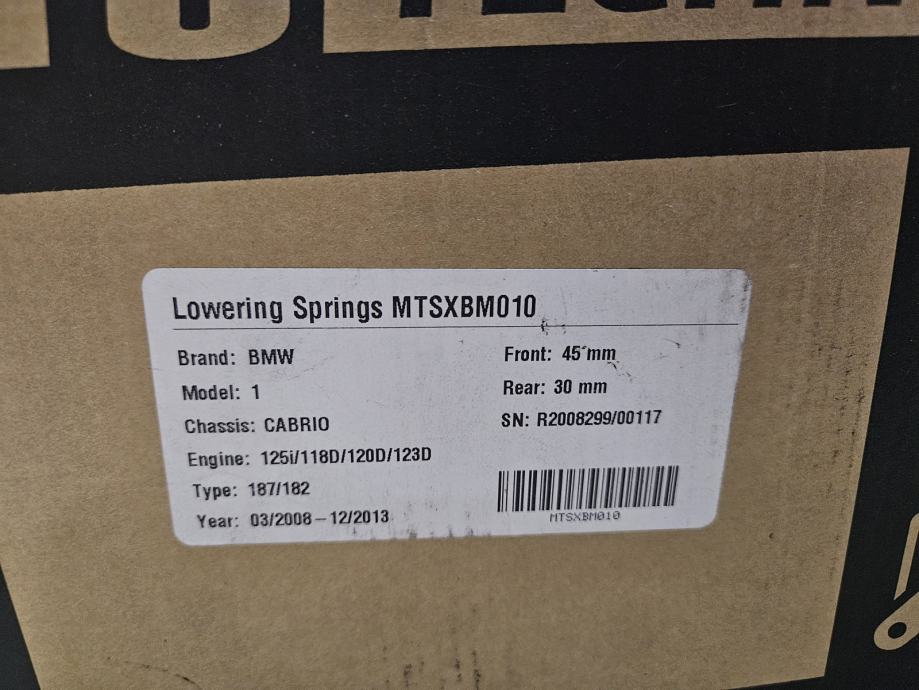 Lowering Springs MTSXBM010
Brand: BMW
Model: 1
Chassis: CABRIO
Engine: 125i/118D/120D/123D
Type: 187/182
Year: 03/2008–12/2013
Front: 45 mm
Rear: 30 mm
SN: R2008299/00117
MTSXBM010